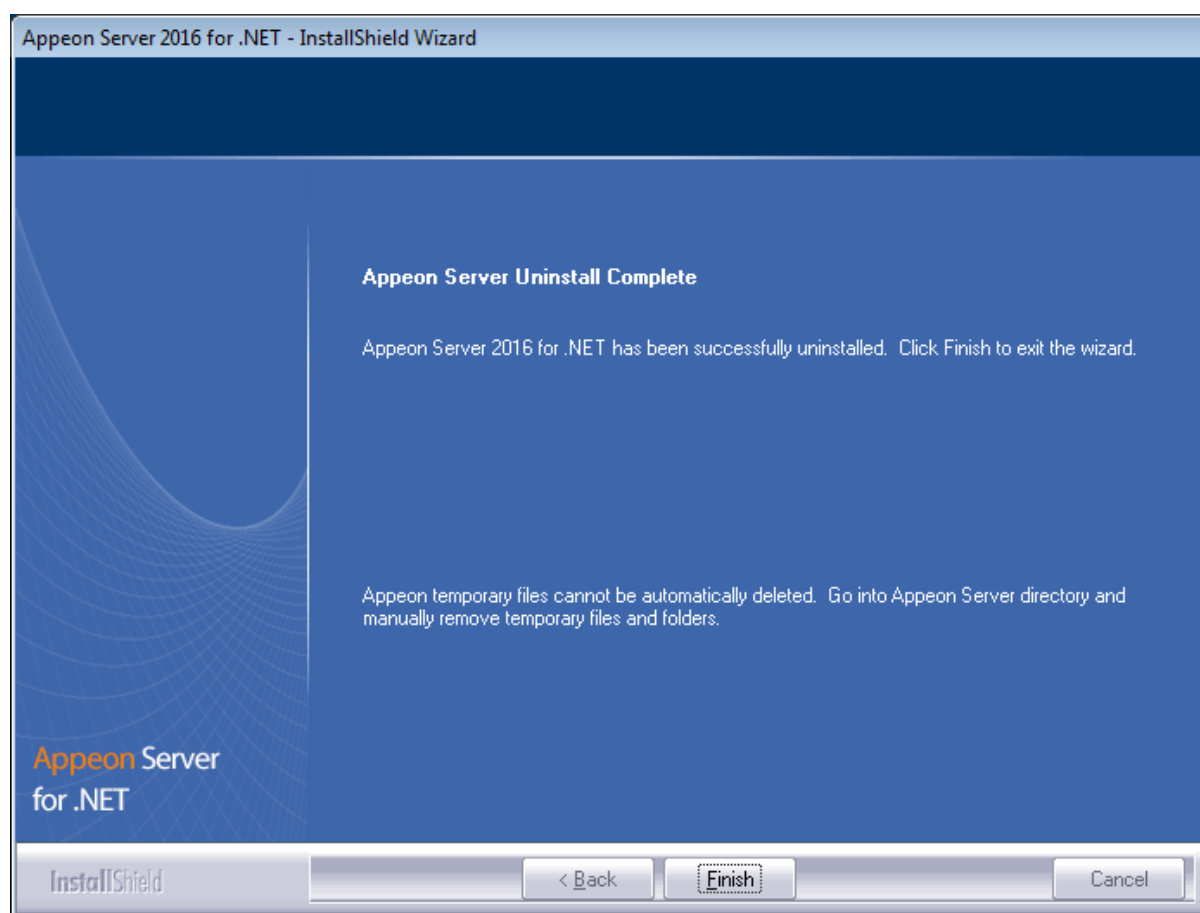 Appeon Server 2016 for .NET - InstallShield Wizard
Appeon Server Uninstall Complete
Appeon Server 2016 for .NET has been successfully uninstalled.  Click Finish to exit the wizard.
Appeon temporary files cannot be automatically deleted.  Go into Appeon Server directory and
manually remove temporary files and folders.
Appeon Server
for .NET
InstallShield
< Back
Finish
Cancel